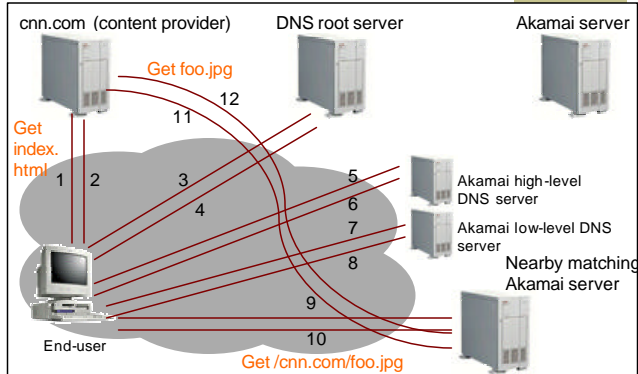 cnn.com (content provider)
DNS root server
Akamai server
Get foo.jpg
12
11
Get
index.
html
1
2
3
4
5
6
Akamai high-level
DNS server
7
Akamai low-level DNS
server
8
Nearby matching
Akamai server
9
10
End-user
Get /cnn.com/foo.jpg